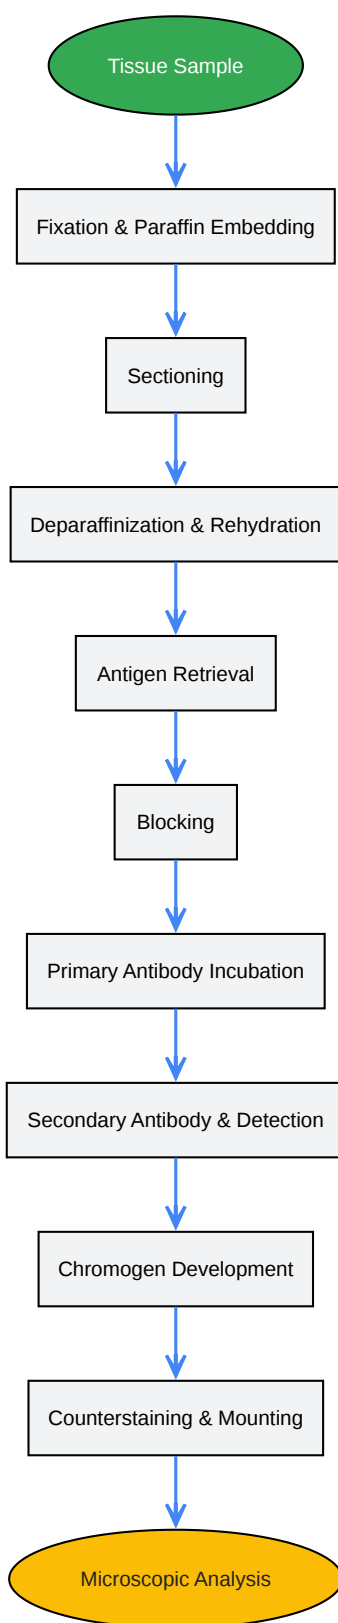 Tissue Sample
Fixation & Paraffin Embedding
Sectioning
Deparaffinization & Rehydration
Antigen Retrieval
Blocking
Primary Antibody Incubation
Secondary Antibody & Detection
Chromogen Development
Counterstaining & Mounting
Microscopic Analysis